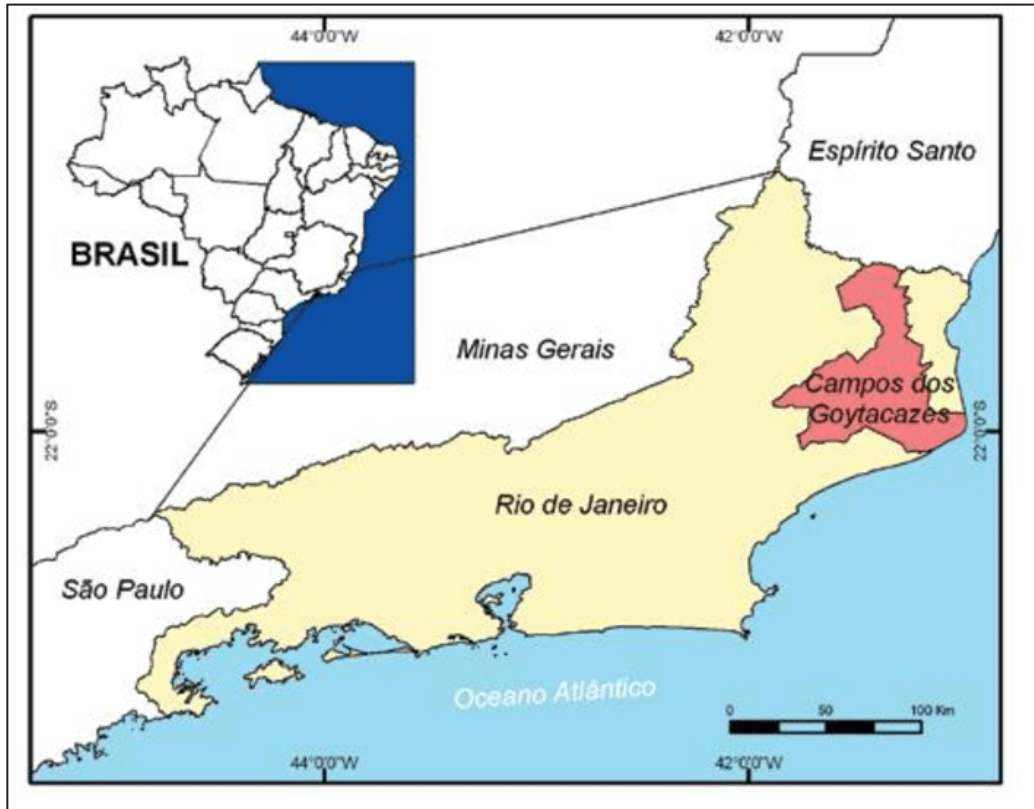 44°0'0"W
42°0'0"W
Espírito Santo
BRASIL
Minas Gerais
Campos dos
Goytacazes
22°0'0"S
22°0'0"S
Rio de Janeiro
São Paulo
Oceano Atlântico
0 50 100 Km
44°0'0"W
42°0'0"W